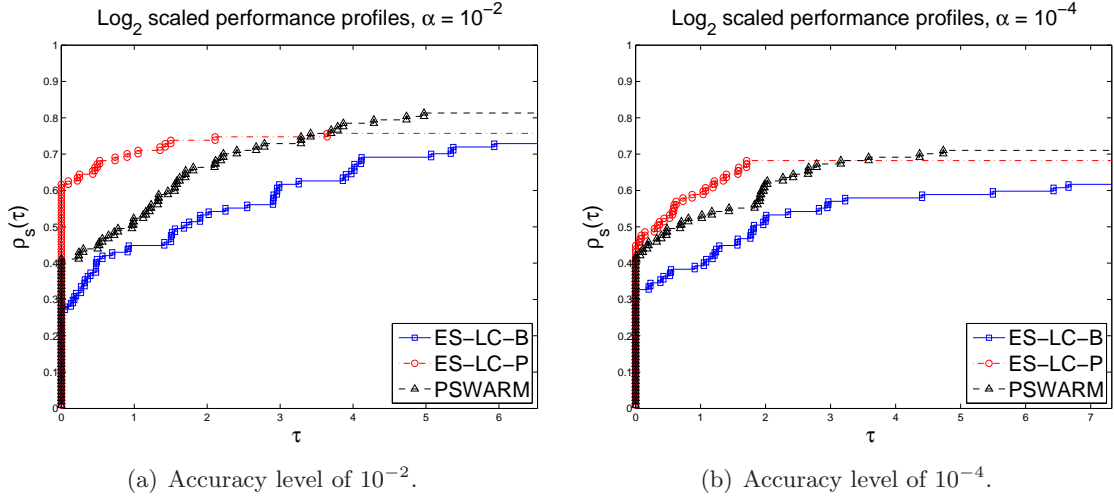 Log₂ scaled performance profiles, α = 10⁻²
1
0.9
0.8
0.7
0.6
0.5
0.4
0.3
0.2
0.1
0
ρₛ(τ)
0 1 2 3 4 5 6
τ
ES−LC−B
ES−LC−P
PSWARM
(a) Accuracy level of 10⁻².
Log₂ scaled performance profiles, α = 10⁻⁴
1
0.9
0.8
0.7
0.6
0.5
0.4
0.3
0.2
0.1
0
ρₛ(τ)
0 1 2 3 4 5 6 7
τ
ES−LC−B
ES−LC−P
PSWARM
(b) Accuracy level of 10⁻⁴.